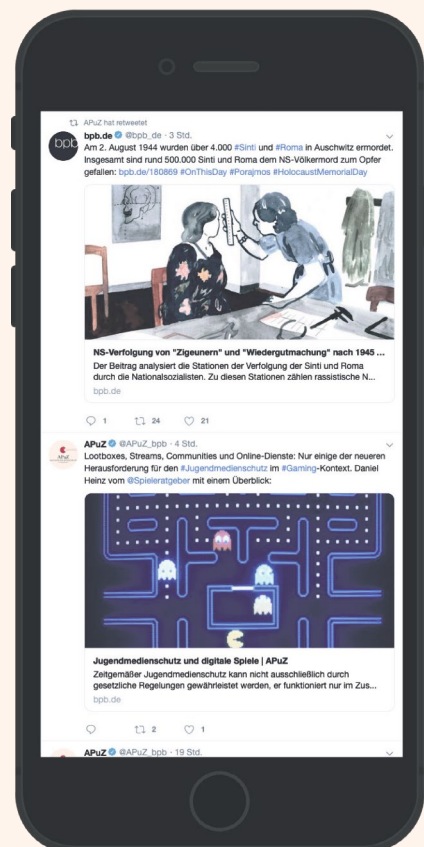 APuZ hat retweetet
bpb
bpb.de @bpb_de · 3 Std.
Am 2. August 1944 wurden über 4.000 #Sinti und #Roma in Auschwitz ermordet.
Insgesamt sind rund 500.000 Sinti und Roma dem NS-Völkermord zum Opfer
gefallen: bpb.de/180869 #OnThisDay #Porajmos #HolocaustMemorialDay
NS-Verfolgung von "Zigeunern" und "Wiedergutmachung" nach 1945 ...
Der Beitrag analysiert die Stationen der Verfolgung der Sinti und Roma
durch die Nationalsozialisten. Zu diesen Stationen zählen rassistische N...
bpb.de
1 24 21
APuZ
APuZ @APuZ_bpb · 4 Std.
Lootboxes, Streams, Communities und Online-Dienste: Nur einige der neueren
Herausforderung für den #Jugendmedienschutz im #Gaming-Kontext. Daniel
Heinz vom @Spieleratgeber mit einem Überblick:
Jugendmedienschutz und digitale Spiele | APuZ
Zeitgemäßer Jugendmedienschutz kann nicht ausschließlich durch
gesetzliche Regelungen gewährleistet werden, er funktioniert nur im Zus...
bpb.de
2 1
APuZ @APuZ_bpb · 19 Std.